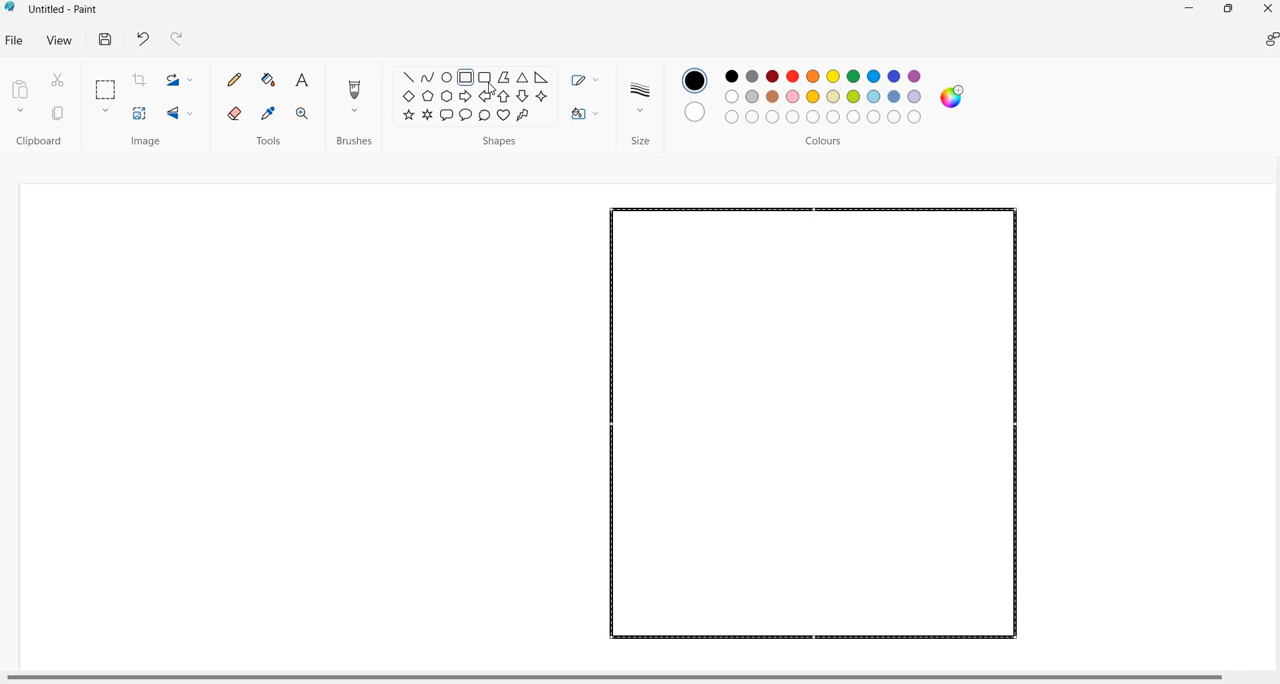 Untitled - Paint
File View
Clipboard Image Tools Brushes Shapes Size Colours